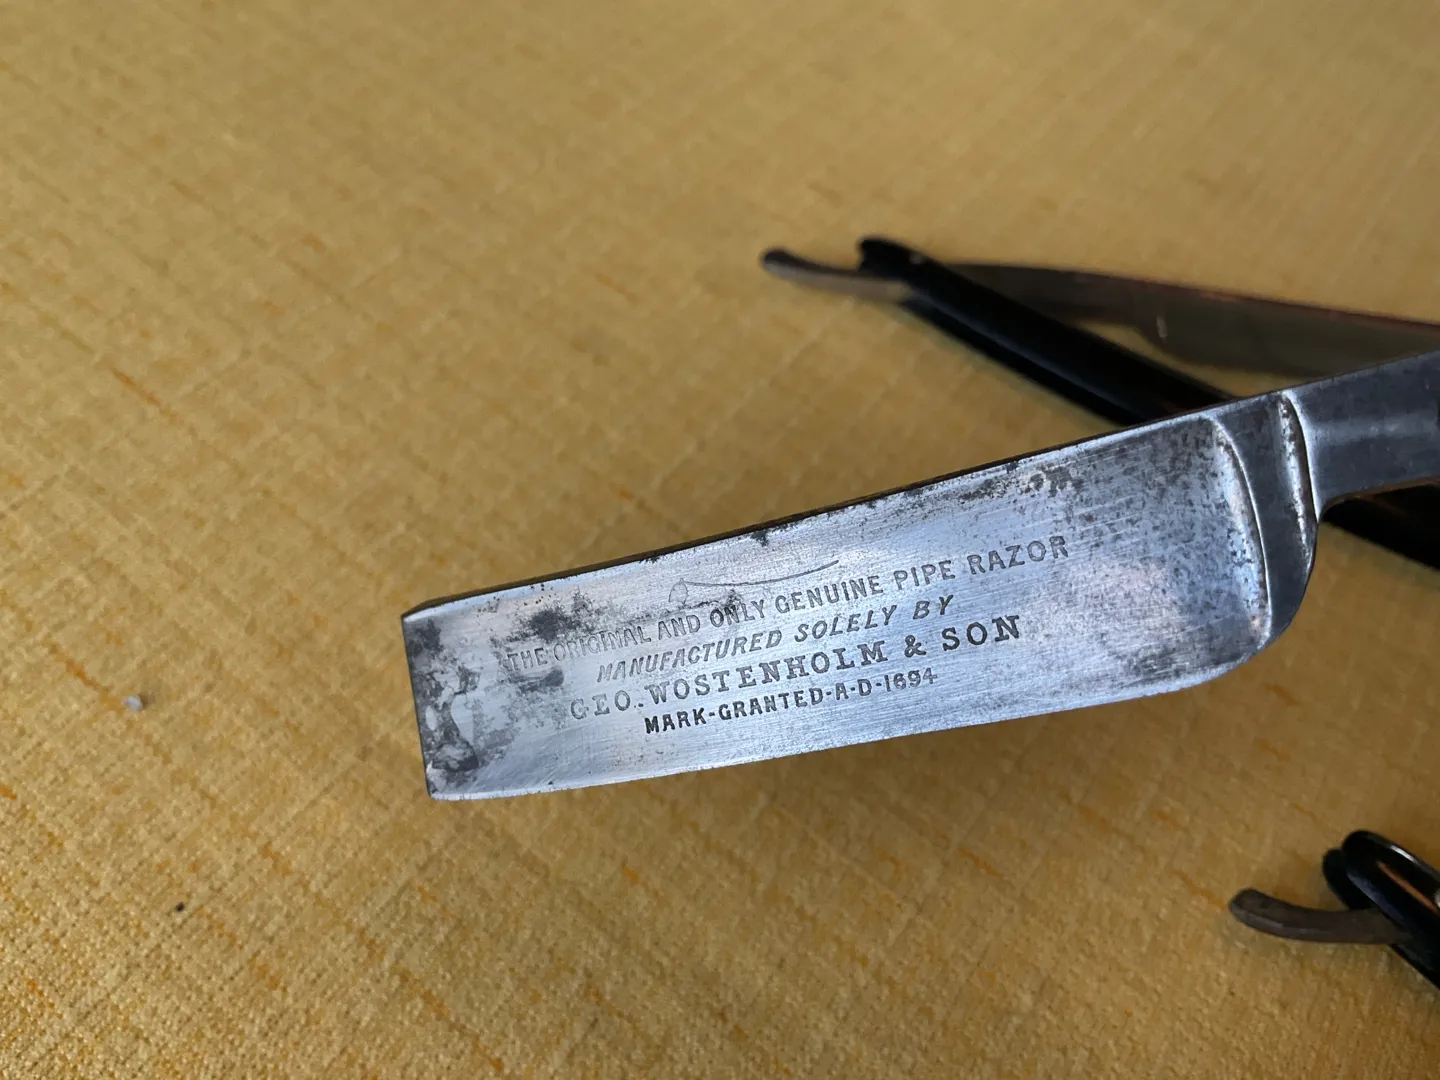 THE ORIGINAL AND ONLY GENUINE PIPE RAZOR
MANUFACTURED SOLELY BY
GEO. WOSTENHOLM & SON
MARK-GRANTED-A-D-1694